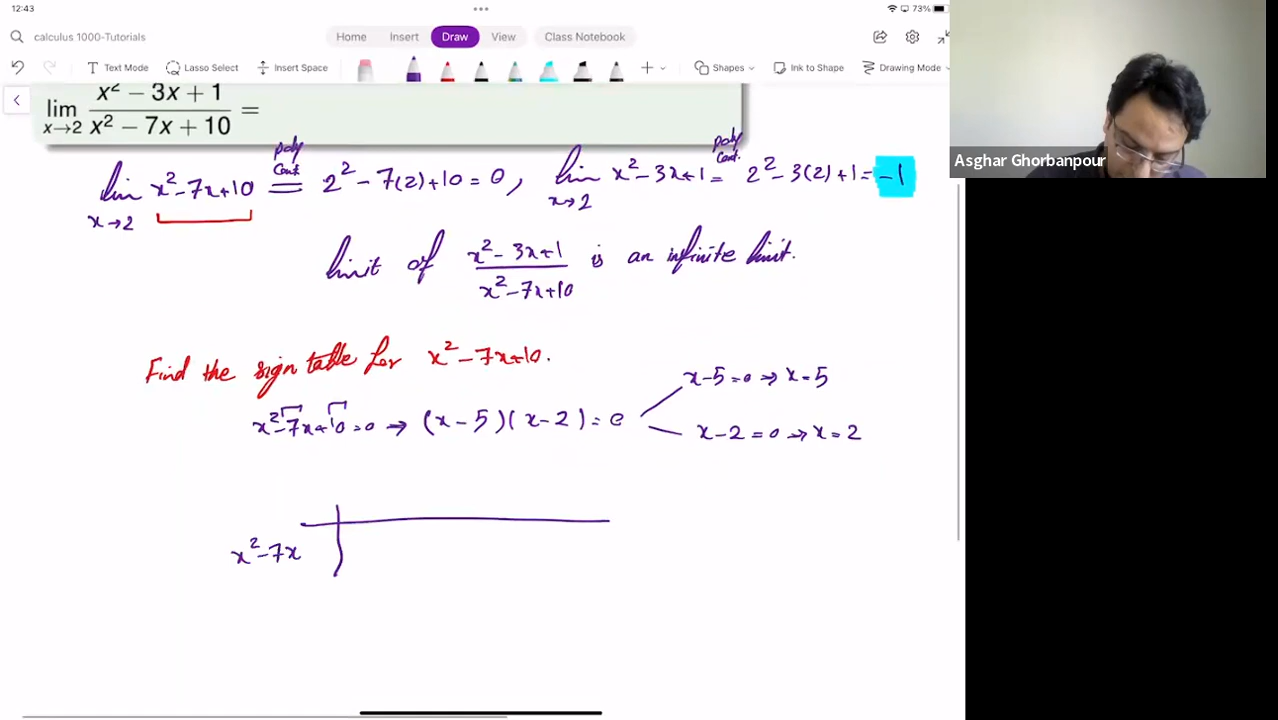 12:43
73%
calculus 1000-Tutorials
Home Insert Draw View Class Notebook
Text Mode Lasso Select Insert Space Shapes Ink to Shape Drawing Mode
lim x→2 x² − 3x + 1 / x² − 7x + 10 =
lim x→2 x²-7x+10 = poly Cont 2²-7(2)+10=0, lim x→2 x²-3x+1 = poly Cont. 2²-3(2)+1=-1
limit of x²-3x+1 / x²-7x+10 is an infinite limit.
Find the sign table for x²-7x+10.
x²-7x+10=0 → (x-5)(x-2)=0
x-5=0 → x=5
x-2=0 → x=2
x²-7x
Asghar Ghorbanpour